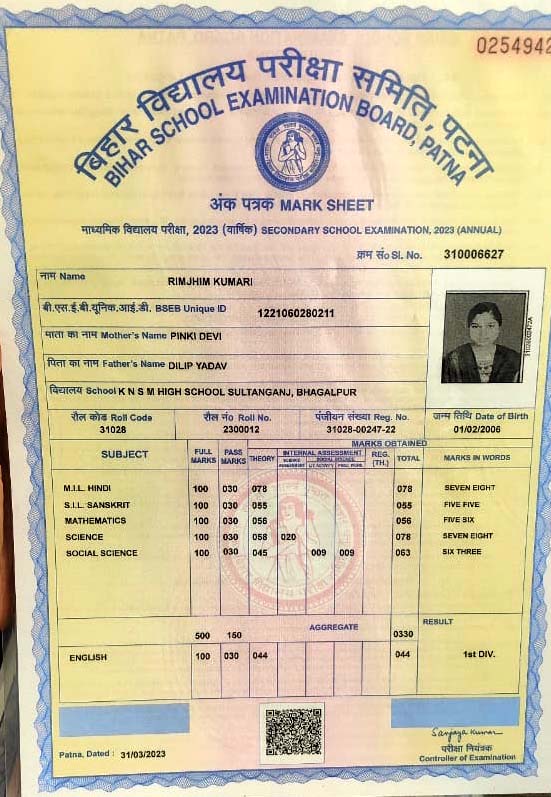 0254942
बिहार विद्यालय परीक्षा समिति, पटना
BIHAR SCHOOL EXAMINATION BOARD, PATNA
अंक पत्रक MARK SHEET
माध्यमिक विद्यालय परीक्षा, 2023 (वार्षिक) SECONDARY SCHOOL EXAMINATION, 2023 (ANNUAL)
क्रम सं० Sl. No. 310006627
नाम Name RIMJHIM KUMARI
बी.एस.ई.बी.यूनिक.आई.डी. BSEB Unique ID 1221060280211
माता का नाम Mother's Name PINKI DEVI
पिता का नाम Father's Name DILIP YADAV
विद्यालय School K N S M HIGH SCHOOL SULTANGANJ, BHAGALPUR
रौल कोड Roll Code रौल नं० Roll No. पंजीयन संख्या Reg. No. जन्म तिथि Date of Birth
31028 2300012 31028-00247-22 01/02/2006
MARKS OBTAINED
SUBJECT FULL MARKS PASS MARKS THEORY INTERNAL ASSESSMENT REG. (TH.) TOTAL MARKS IN WORDS
M.I.L. HINDI 100 030 078 078 SEVEN EIGHT
S.I.L. SANSKRIT 100 030 055 055 FIVE FIVE
MATHEMATICS 100 030 056 056 FIVE SIX
SCIENCE 100 030 058 020 078 SEVEN EIGHT
SOCIAL SCIENCE 100 030 045 009 009 063 SIX THREE
500 150 AGGREGATE 0330 RESULT
ENGLISH 100 030 044 044 1st DIV.
Sanjaya Kumar
Patna, Dated : 31/03/2023
परीक्षा नियंत्रक
Controller of Examination